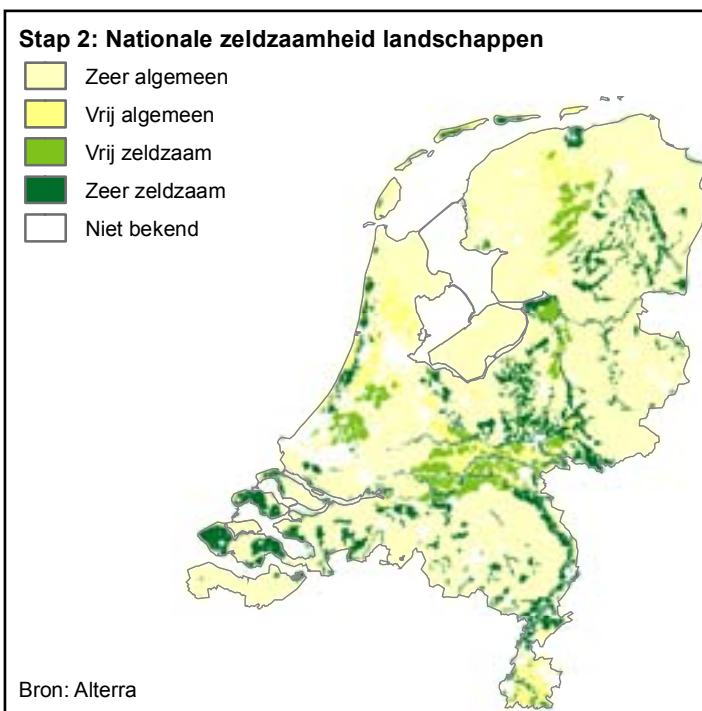 Stap 2: Nationale zeldzaamheid landschappen
Zeer algemeen
Vrij algemeen
Vrij zeldzaam
Zeer zeldzaam
Niet bekend
Bron: Alterra